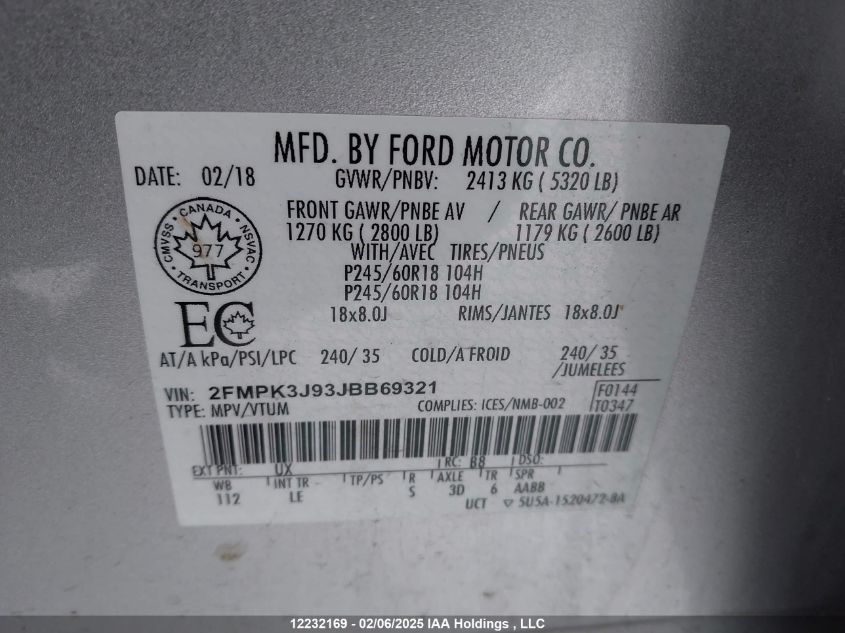 MFD. BY FORD MOTOR CO.
DATE: 02/18 GVWR/PNBV: 2413 KG ( 5320 LB)
FRONT GAWR/PNBE AV / REAR GAWR/ PNBE AR
1270 KG ( 2800 LB) 1179 KG ( 2600 LB)
WITH/AVEC TIRES/PNEUS
P245/60R18 104H
P245/60R18 104H
18x8.0J RIMS/JANTES 18x8.0J
CANADA
CMVSS 977 NSVAC
TRANSPORT
EC
AT/A kPa/PSI/LPC 240/ 35 COLD/A FROID 240/ 35
/JUMELEES
VIN: 2FMPK3J93JBB69321 F0144
TYPE: MPV/VTUM COMPLIES: ICES/NMB-002 T0347
EXT PNT: UX RC: B8 DSO:
WB INT TR TP/PS R AXLE TR SPR
112 LE S 3D 6 AABB
UCT ▽ 5U5A-1520472-BA
12232169 - 02/06/2025 IAA Holdings , LLC